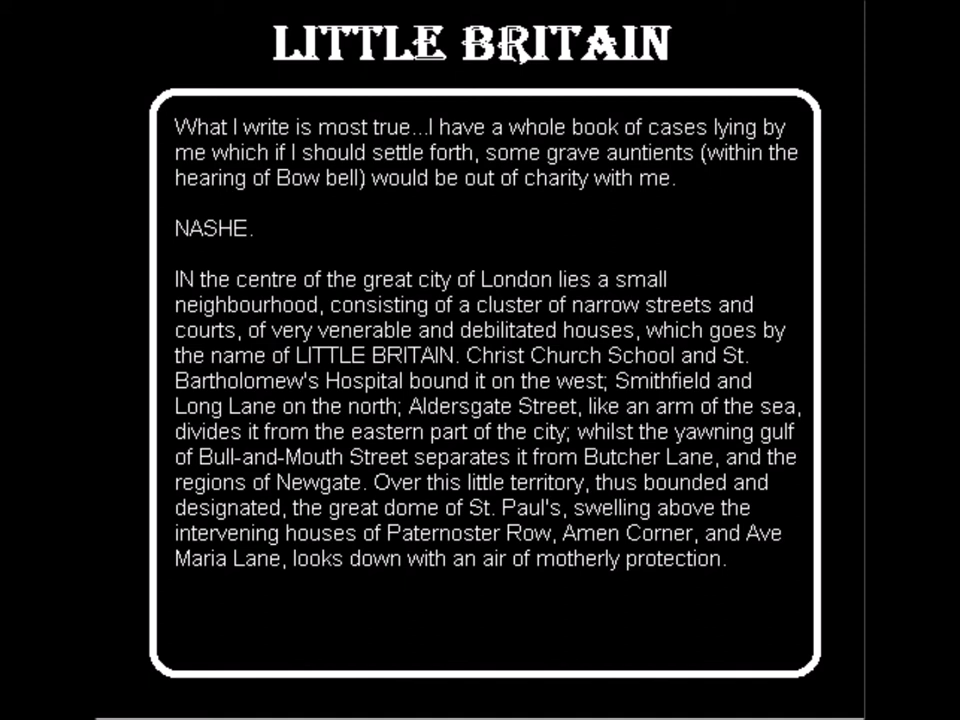 LITTLE BRITAIN
What I write is most true...I have a whole book of cases lying by
me which if I should settle forth, some grave auntients (within the
hearing of Bow bell) would be out of charity with me.
NASHE.
IN the centre of the great city of London lies a small
neighbourhood, consisting of a cluster of narrow streets and
courts, of very venerable and debilitated houses, which goes by
the name of LITTLE BRITAIN. Christ Church School and St.
Bartholomew's Hospital bound it on the west; Smithfield and
Long Lane on the north; Aldersgate Street, like an arm of the sea,
divides it from the eastern part of the city; whilst the yawning gulf
of Bull-and-Mouth Street separates it from Butcher Lane, and the
regions of Newgate. Over this little territory, thus bounded and
designated, the great dome of St. Paul's, swelling above the
intervening houses of Paternoster Row, Amen Corner, and Ave
Maria Lane, looks down with an air of motherly protection.